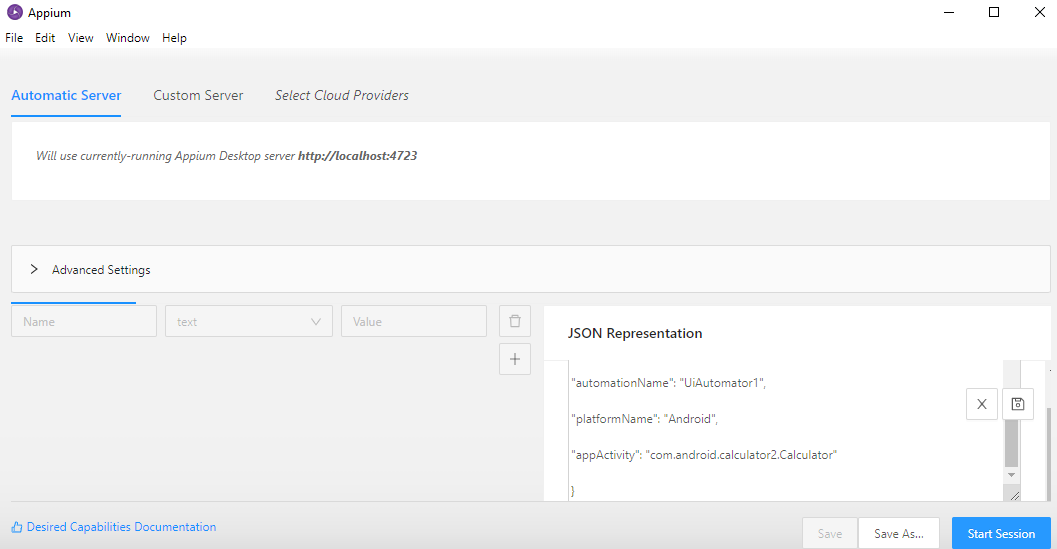 Appium
File Edit View Window Help
Automatic Server Custom Server Select Cloud Providers
Will use currently-running Appium Desktop server http://localhost:4723
Advanced Settings
Name text Value
JSON Representation
"automationName": "UiAutomator1",
"platformName": "Android",
"appActivity": "com.android.calculator2.Calculator"
}
Desired Capabilities Documentation
Save Save As... Start Session